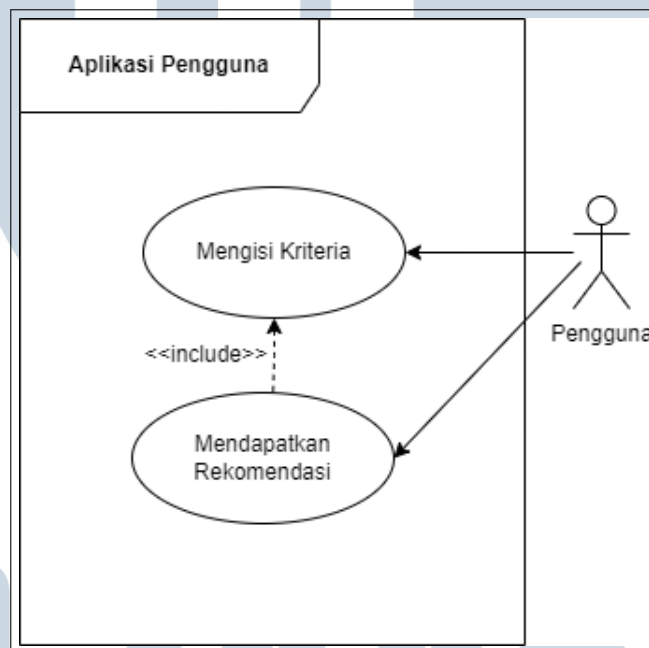 Aplikasi Pengguna
Mengisi Kriteria
Pengguna
<<include>>
Mendapatkan
Rekomendasi